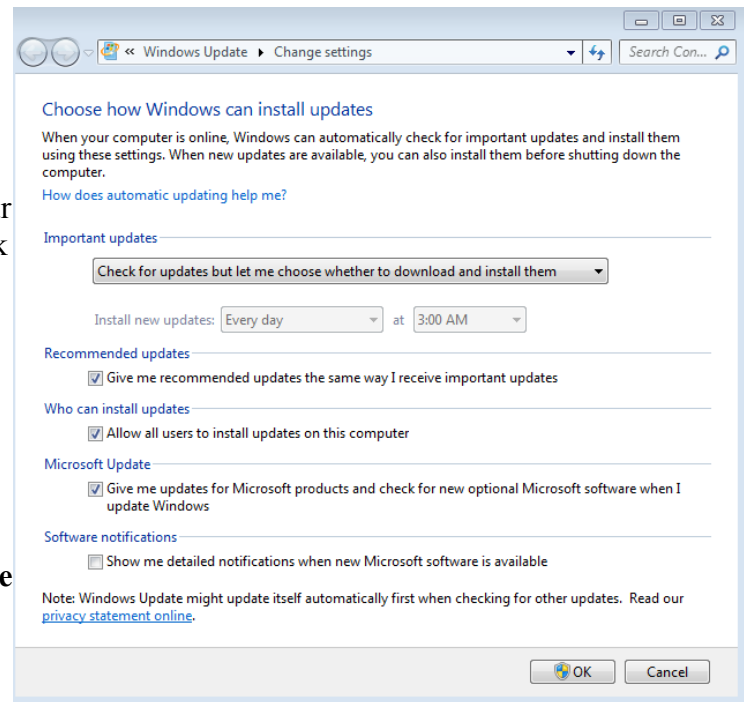 « Windows Update ▸ Change settings
Search Con...
Choose how Windows can install updates
When your computer is online, Windows can automatically check for important updates and install them
using these settings. When new updates are available, you can also install them before shutting down the
computer.
How does automatic updating help me?
r
k
Important updates
Check for updates but let me choose whether to download and install them
Install new updates: Every day at 3:00 AM
Recommended updates
Give me recommended updates the same way I receive important updates
Who can install updates
Allow all users to install updates on this computer
Microsoft Update
Give me updates for Microsoft products and check for new optional Microsoft software when I
update Windows
Software notifications
Show me detailed notifications when new Microsoft software is available
e
Note: Windows Update might update itself automatically first when checking for other updates. Read our
privacy statement online.
OK Cancel